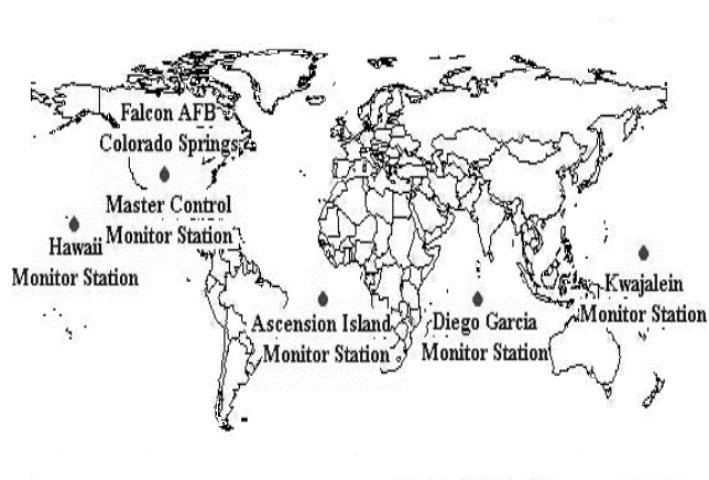 Falcon AFB
Colorado Springs
Master Control
Monitor Station
Hawaii
Monitor Station
Ascension Island
Monitor Station
Diego Garcia
Monitor Station
Kwajalein
Monitor Station